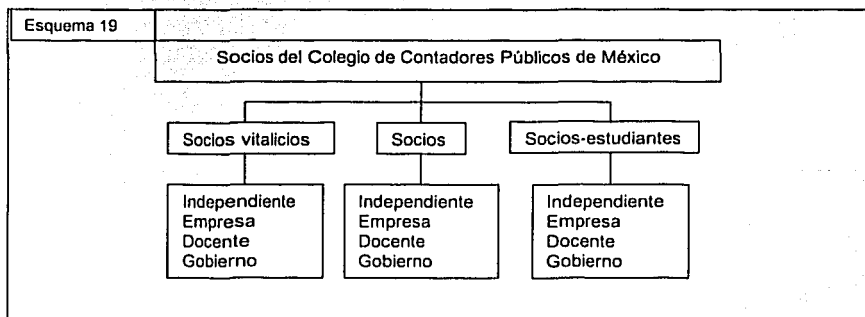 Esquema 19
Socios del Colegio de Contadores Públicos de México
Socios vitalicios
Socios
Socios-estudiantes
Independiente
Empresa
Docente
Gobierno
Independiente
Empresa
Docente
Gobierno
Independiente
Empresa
Docente
Gobierno